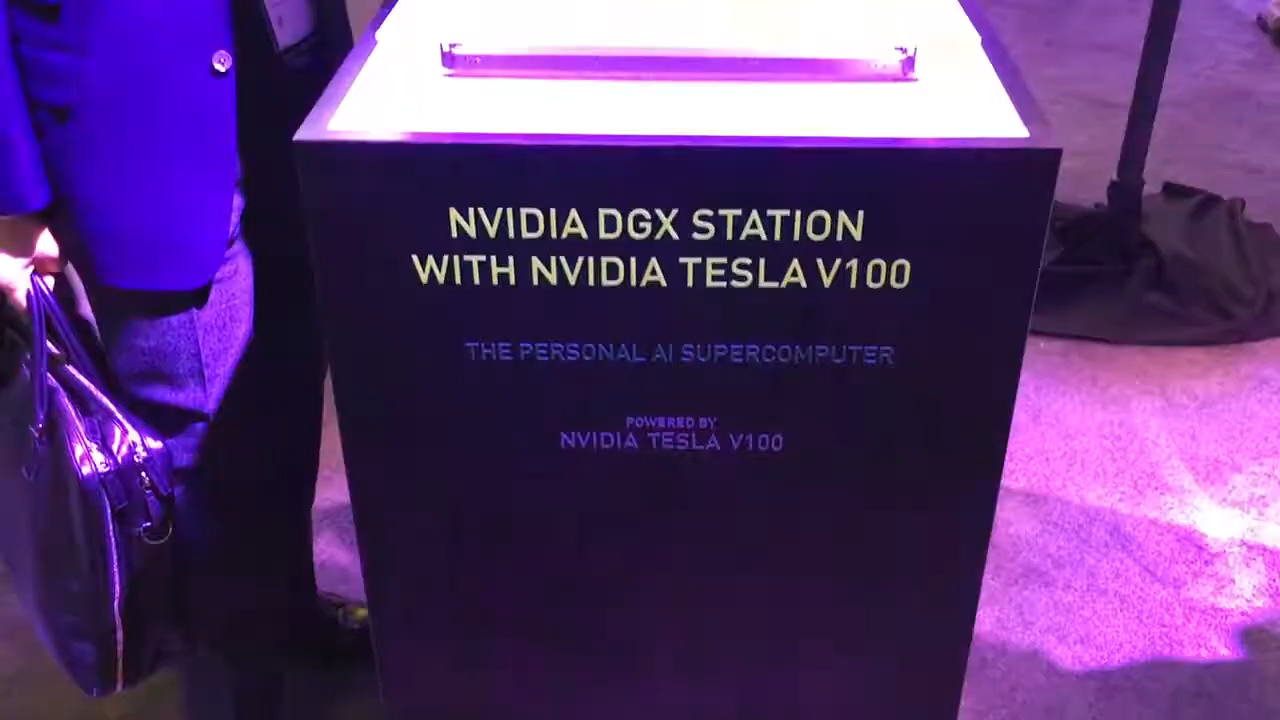 NVIDIA DGX STATION
WITH NVIDIA TESLA V100
THE PERSONAL AI SUPERCOMPUTER
POWERED BY
NVIDIA TESLA V100